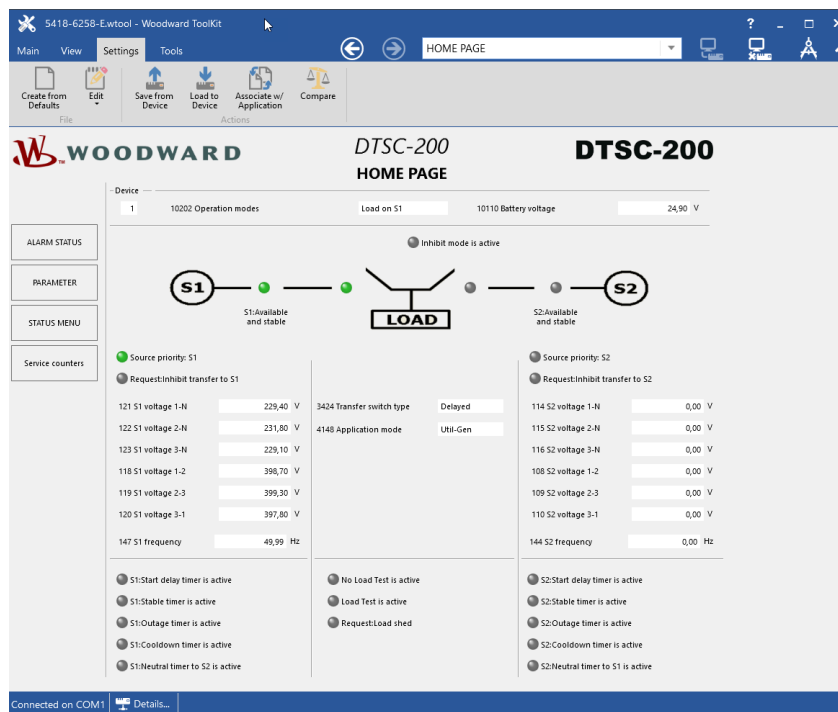 5418-6258-E.wtool - Woodward ToolKit
?
Main View Settings Tools
HOME PAGE
Create from Defaults
Edit
Save from Device
Load to Device
Associate w/ Application
Compare
File
Actions
WOODWARD
DTSC-200
HOME PAGE
DTSC-200
Device
1 10202 Operation modes Load on S1 10110 Battery voltage 24,90 V
ALARM STATUS
PARAMETER
STATUS MENU
Service counters
Inhibit mode is active
S1
S2
LOAD
S1:Available
and stable
S2:Available
and stable
Source priority: S1
Request:Inhibit transfer to S1
121 S1 voltage 1-N 229,40 V
122 S1 voltage 2-N 231,80 V
123 S1 voltage 3-N 229,10 V
118 S1 voltage 1-2 398,70 V
119 S1 voltage 2-3 399,30 V
120 S1 voltage 3-1 397,80 V
147 S1 frequency 49,99 Hz
3424 Transfer switch type Delayed
4148 Application mode Util-Gen
Source priority: S2
Request:Inhibit transfer to S2
114 S2 voltage 1-N 0,00 V
115 S2 voltage 2-N 0,00 V
116 S2 voltage 3-N 0,00 V
108 S2 voltage 1-2 0,00 V
109 S2 voltage 2-3 0,00 V
110 S2 voltage 3-1 0,00 V
144 S2 frequency 0,00 Hz
S1:Start delay timer is active
S1:Stable timer is active
S1:Outage timer is active
S1:Cooldown timer is active
S1:Neutral timer to S2 is active
No Load Test is active
Load Test is active
Request:Load shed
S2:Start delay timer is active
S2:Stable timer is active
S2:Outage timer is active
S2:Cooldown timer is active
S2:Neutral timer to S1 is active
Connected on COM1 Details...